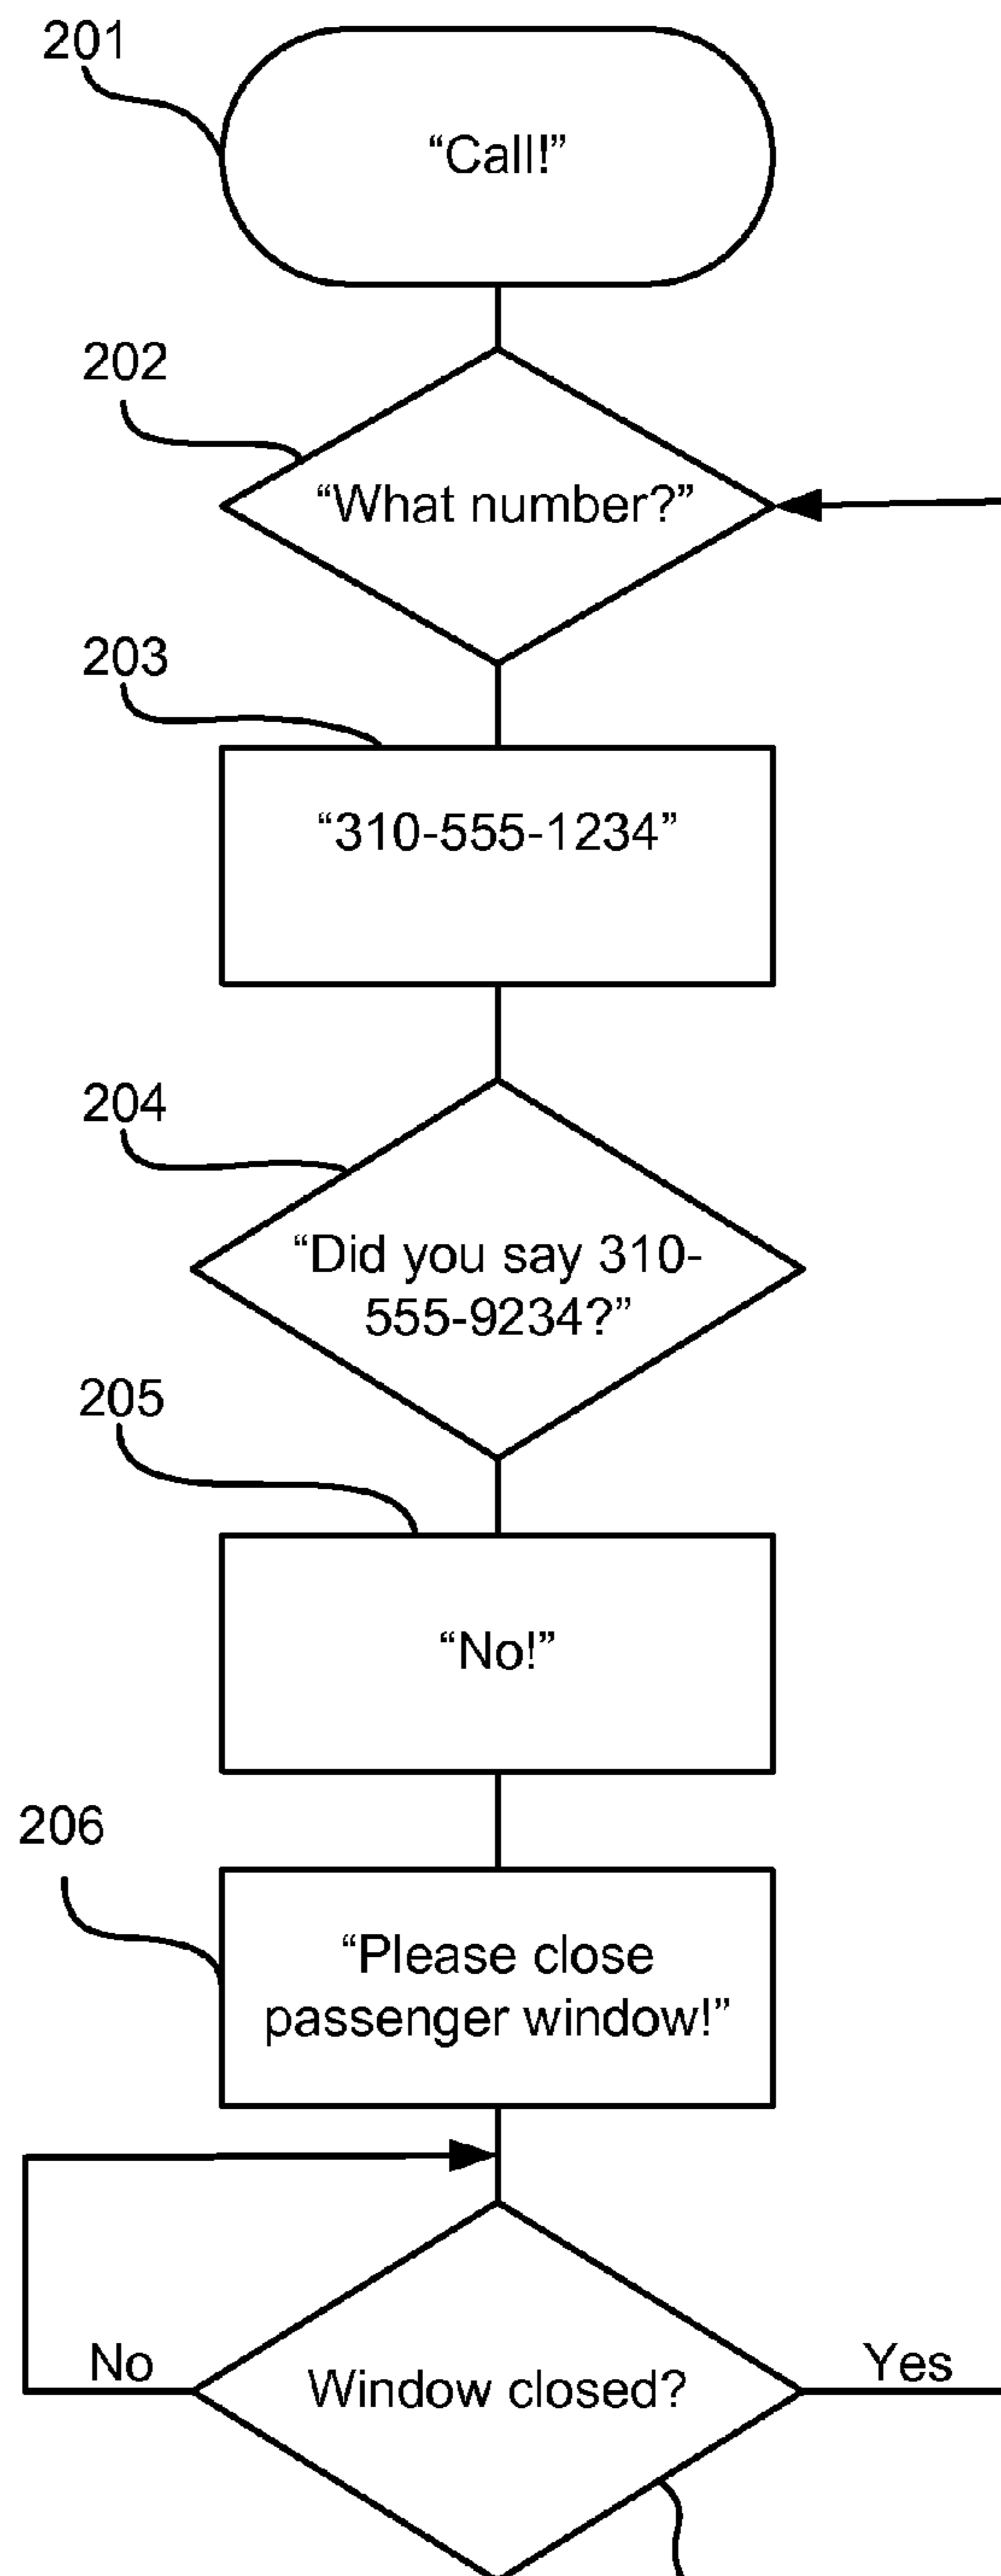 201
“Call!”
202
“What number?”
203
“310-555-1234”
204
“Did you say 310-
555-9234?”
205
“No!”
206
“Please close
passenger window!”
No
Window closed?
Yes